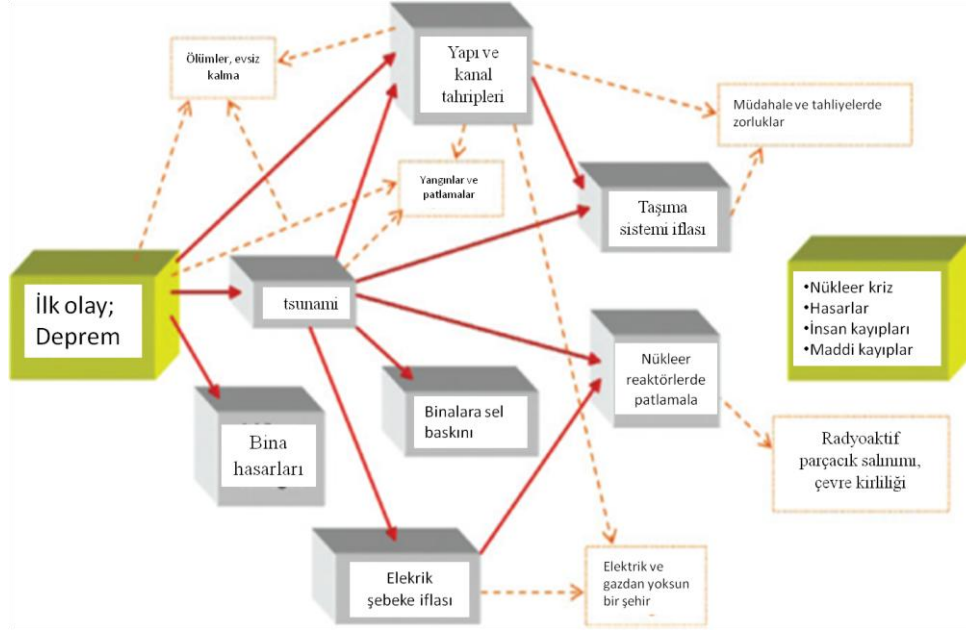 Ölümler, evsiz
kalma
Yapı ve
kanal
tahripleri
Müdahale ve tahliyelerde
zorluklar
Yangınlar ve
patlamalar
Taşıma
sistemi iflası
İlk olay;
Deprem
tsunami
•Nükleer kriz
•Hasarlar
•İnsan kayıpları
•Maddi kayıplar
Nükleer
reaktörlerde
patlamala
Binalara sel
baskını
Bina
hasarları
Radyoaktif
parçacık salınımı,
çevre kirliliği
Elekrik
şebeke iflası
Elektrik ve
gazdan yoksun
bir şehir